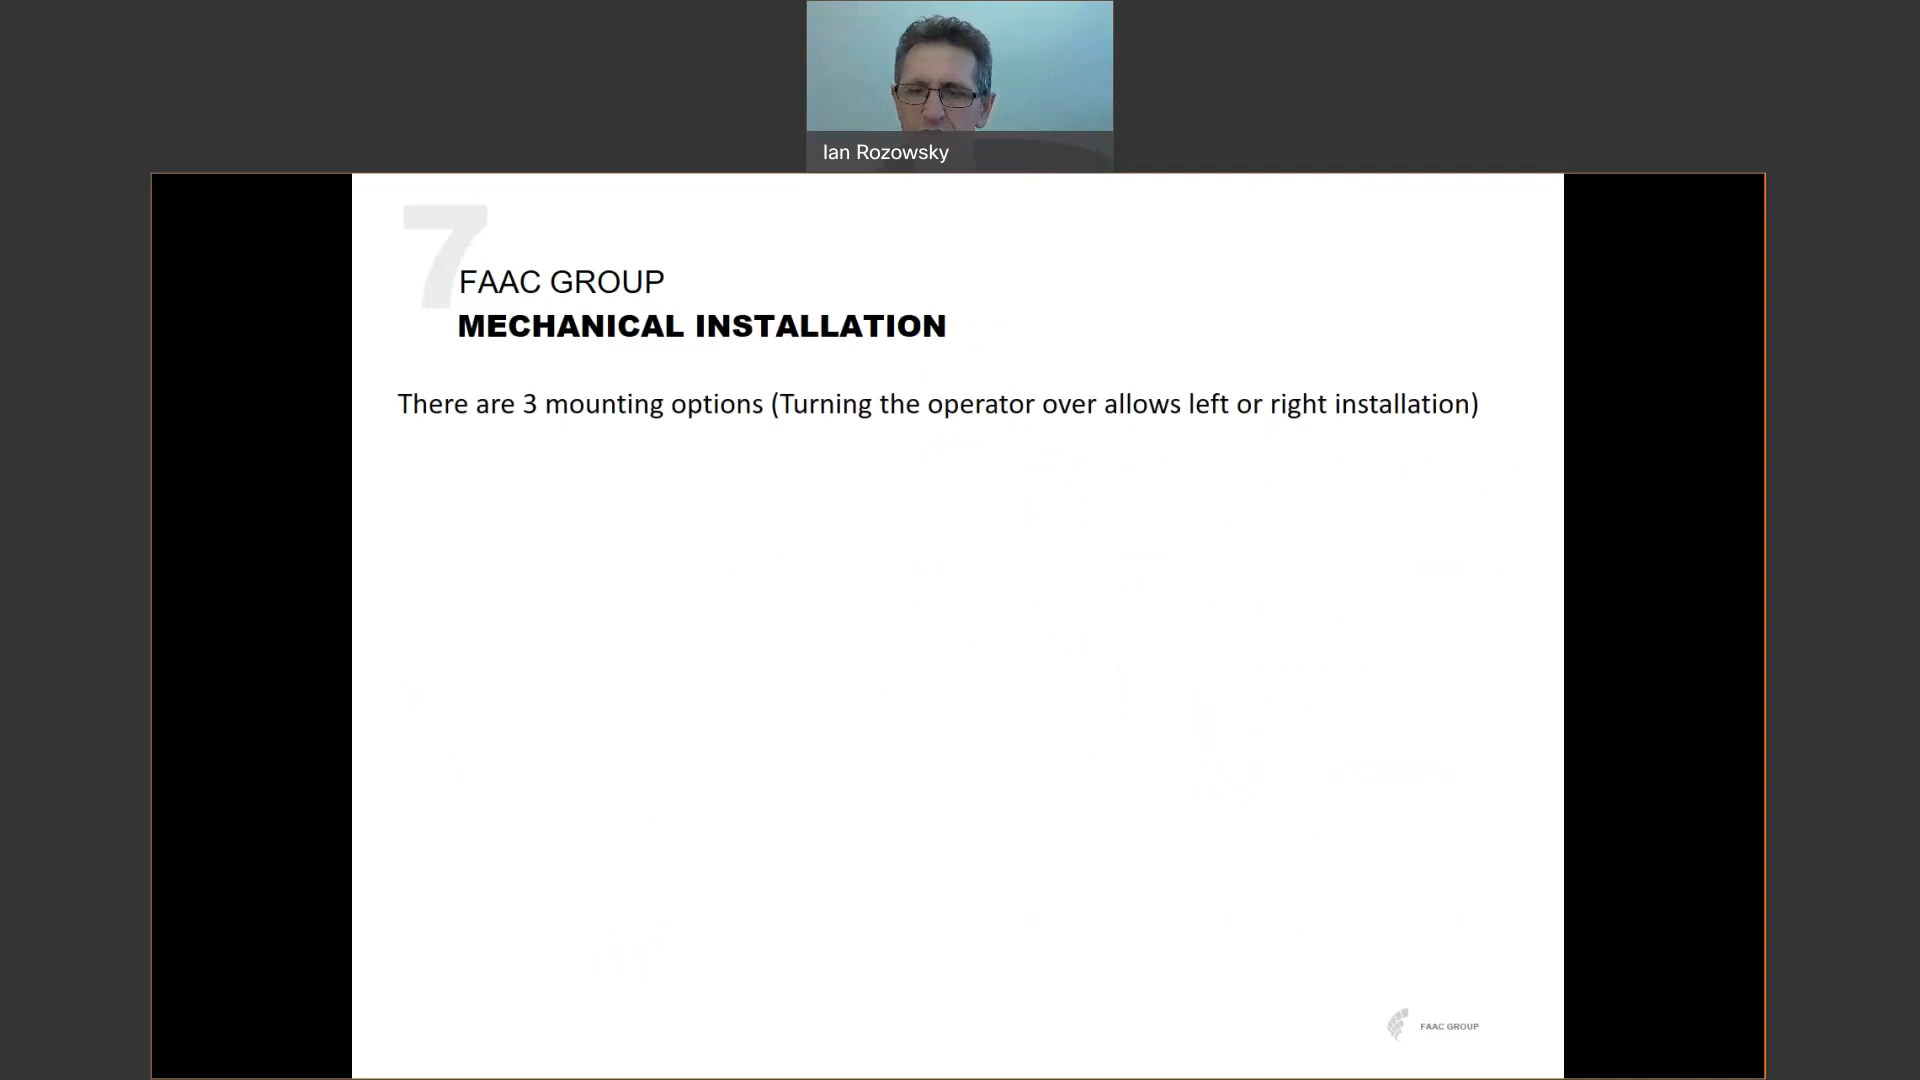 Ian Rozowsky
7
FAAC GROUP
MECHANICAL INSTALLATION
There are 3 mounting options (Turning the operator over allows left or right installation)
FAAC GROUP